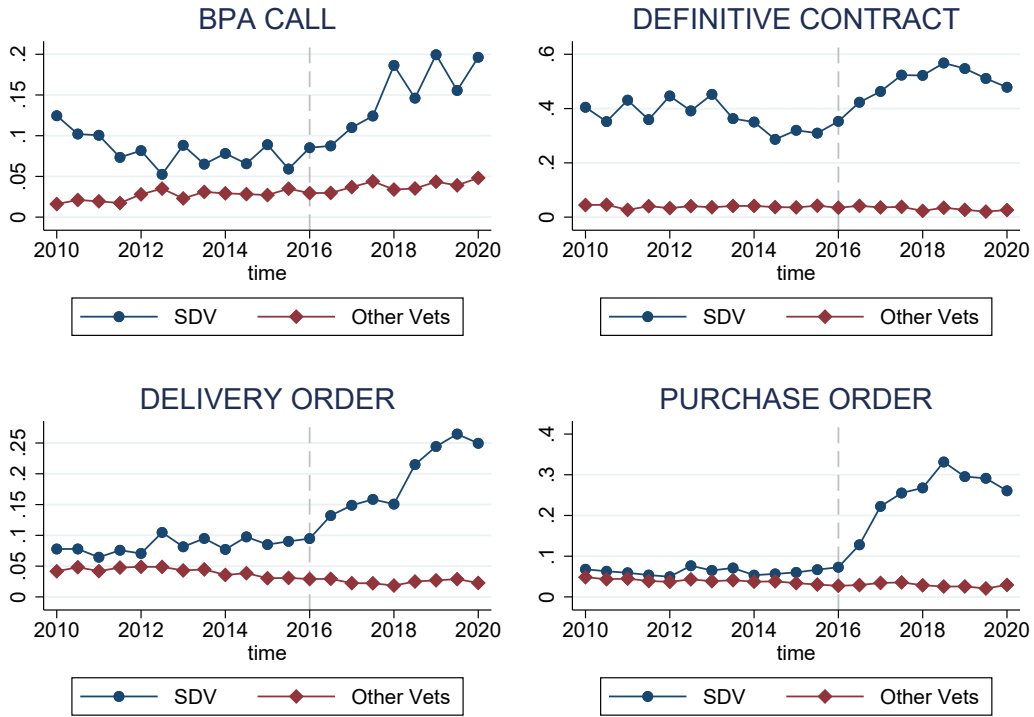 BPA CALL
.2
.15
.1
.05
0
2010 2012 2014 2016 2018 2020
time
SDV Other Vets
DEFINITIVE CONTRACT
.6
.4
.2
0
2010 2012 2014 2016 2018 2020
time
SDV Other Vets
DELIVERY ORDER
.25
.2
.15
.1
.05
0
2010 2012 2014 2016 2018 2020
time
SDV Other Vets
PURCHASE ORDER
.4
.3
.2
.1
0
2010 2012 2014 2016 2018 2020
time
SDV Other Vets